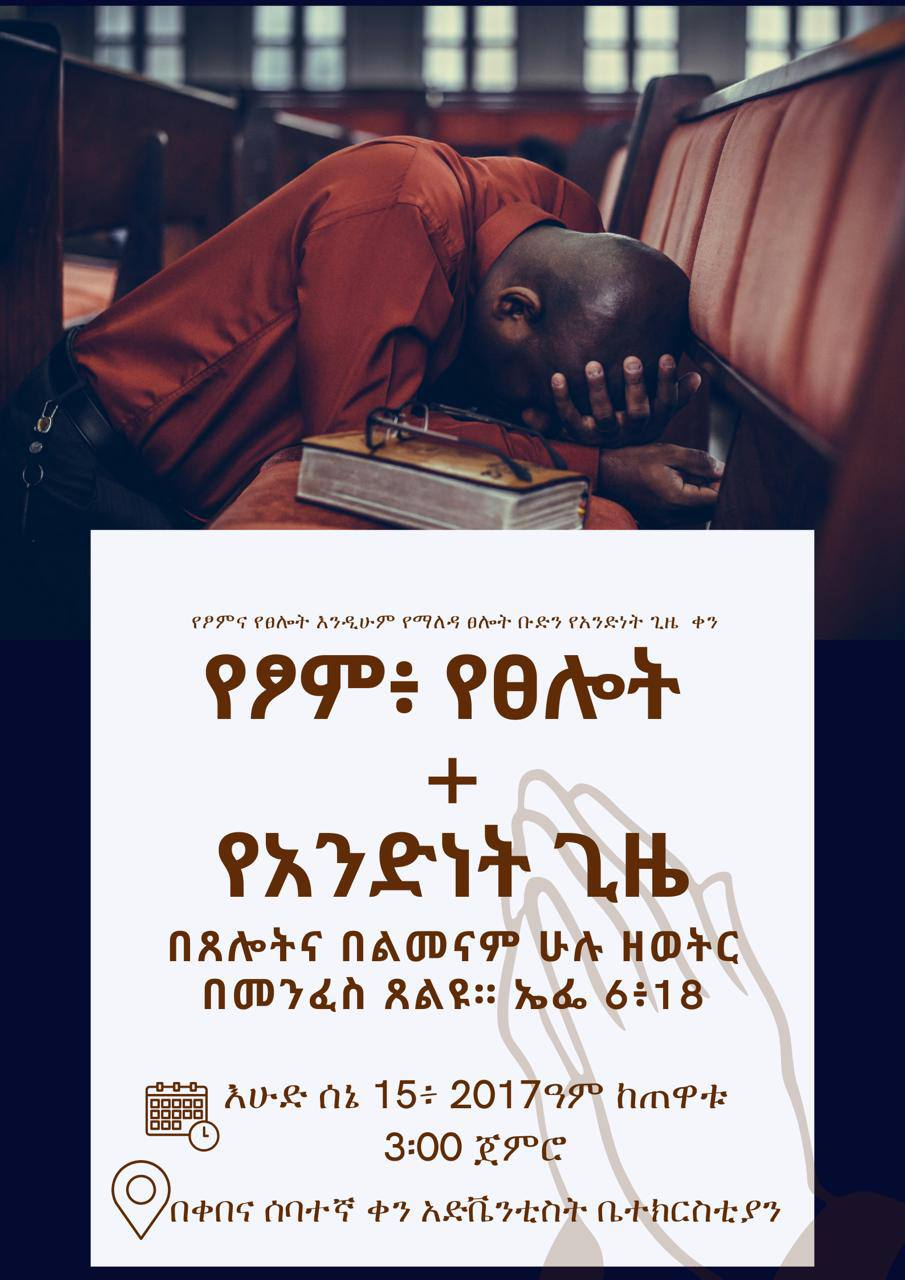 የፆምና የፀሎት እንዲሁም የማለዳ ፀሎት ቡድን የአንድነት ጊዜ ቀን
የፆም፥ የፀሎት
+
የአንድነት ጊዜ
በጸሎትና በልመናም ሁሉ ዘወትር
በመንፈስ ጸልዩ። ኤፌ 6፥18
እሁድ ሰኔ 15፥ 2017ዓም ከጠዋቱ
3፡00 ጀምሮ
በቀበና ሰባተኛ ቀን አድቬንቲስት ቤተክርስቲያን